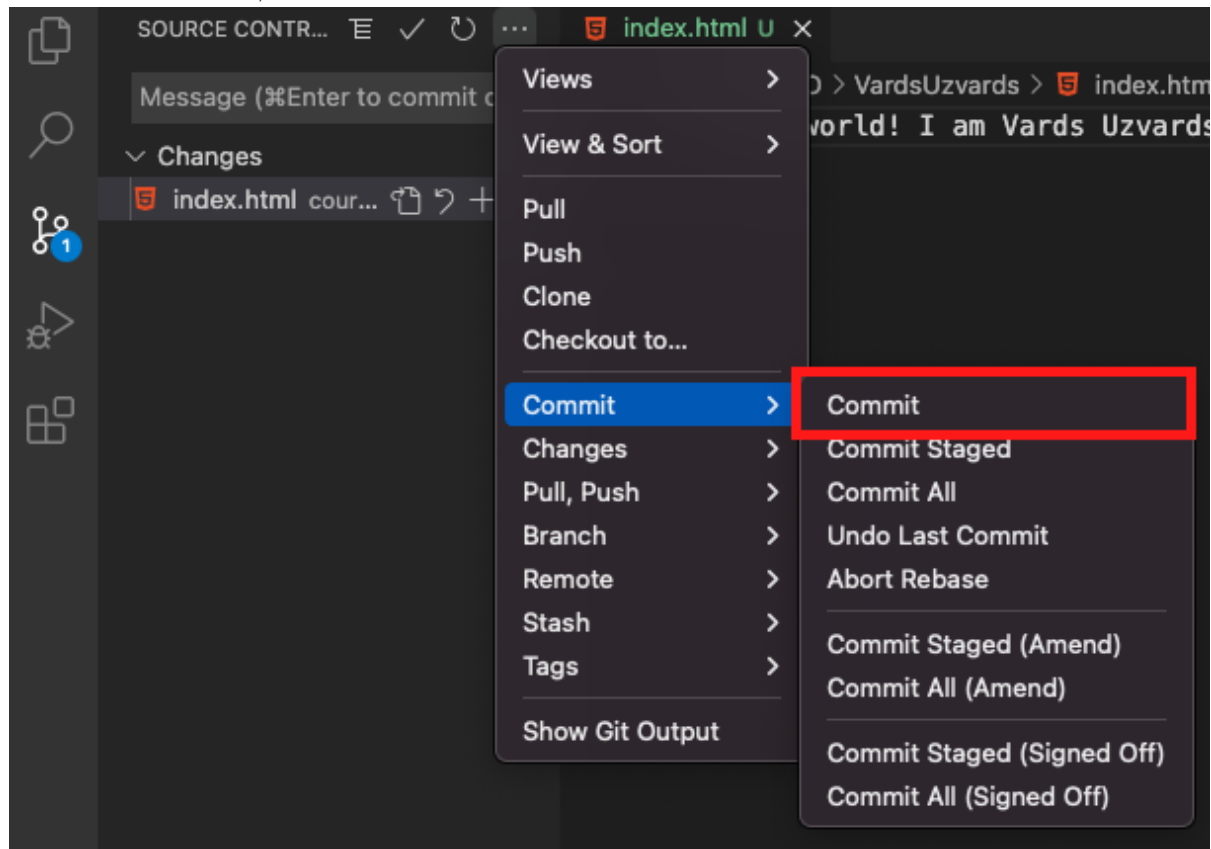 SOURCE CONTR...
index.html U
Message (⌘Enter to commit
Changes
index.html cour...
1
> VardsUzvards > index.htm
world! I am Vards Uzvards
Views
View & Sort
Pull
Push
Clone
Checkout to...
Commit
Changes
Pull, Push
Branch
Remote
Stash
Tags
Show Git Output
Commit
Commit Staged
Commit All
Undo Last Commit
Abort Rebase
Commit Staged (Amend)
Commit All (Amend)
Commit Staged (Signed Off)
Commit All (Signed Off)